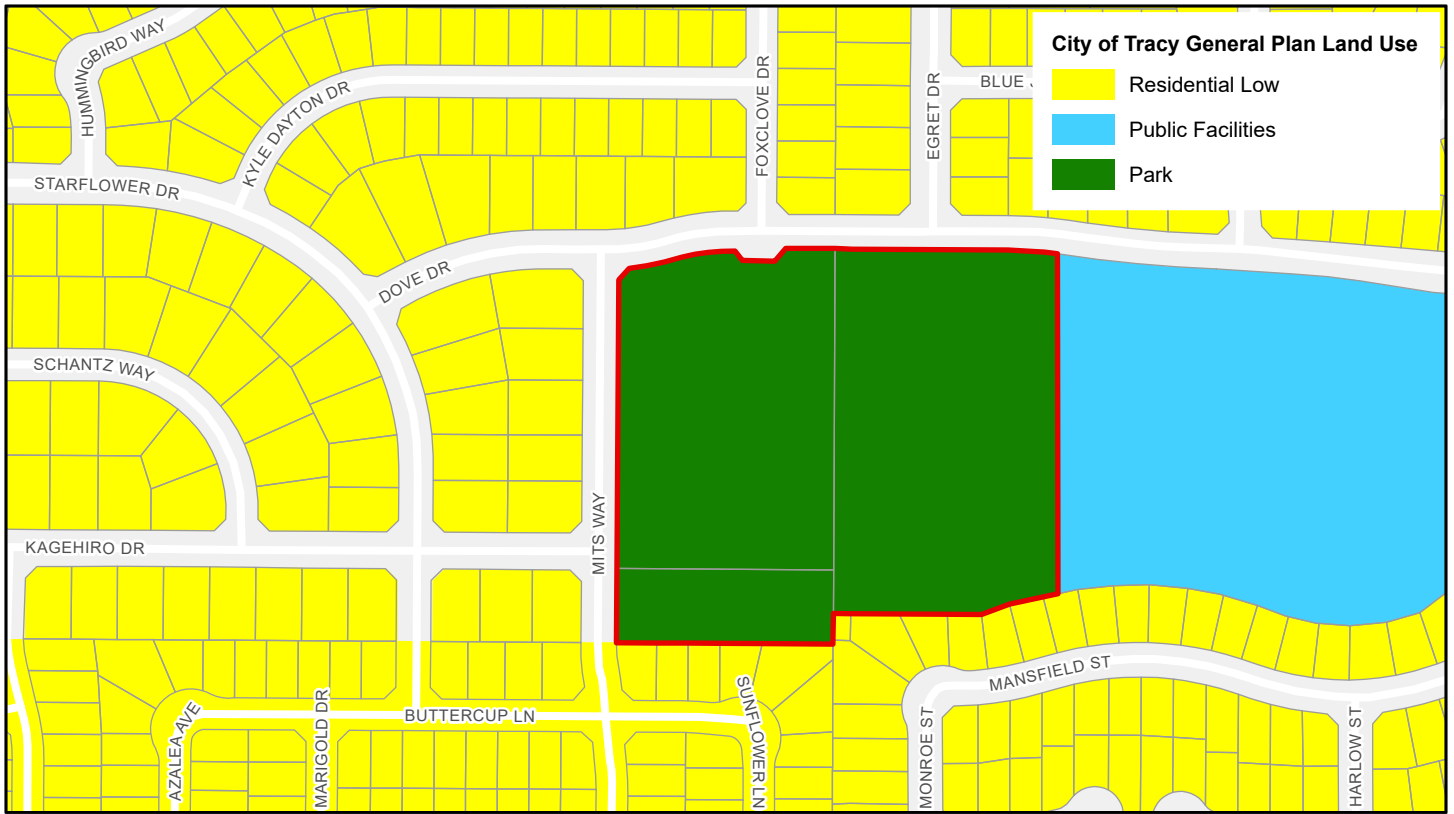 HUMMINGBIRD WAY
KYLE DAYTON DR
FOXCLOVE DR
EGRET DR
BLUE
City of Tracy General Plan Land Use
Residential Low
Public Facilities
Park
STARFLOWER DR
DOVE DR
SCHANTZ WAY
KAGEHIRO DR
MITS WAY
MANSFIELD ST
AZALEA AVE
MARIGOLD DR
BUTTERCUP LN
SUNFLOWER LN
MONROE ST
HARLOW ST